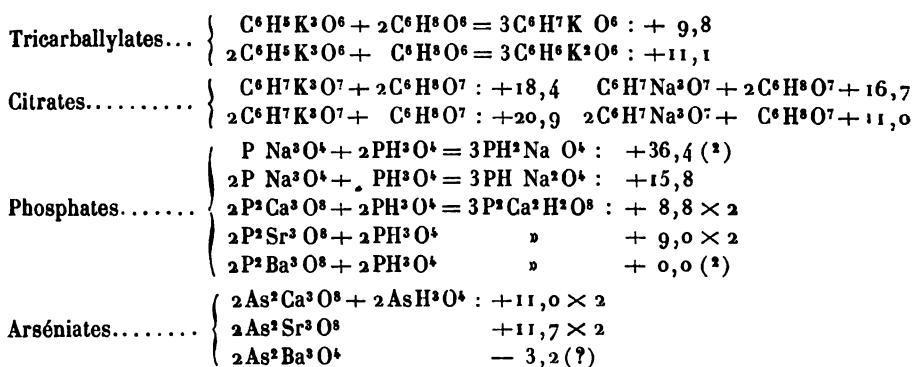 Tricarballylates... C⁶H⁵K³O⁶ + 2C⁶H⁸O⁶ = 3C⁶H⁷K O⁶ : + 9,8
2C⁶H⁵K³O⁶ + C⁶H⁸O⁶ = 3C⁶H⁶K²O⁶ : +11,1
Citrates.......... C⁶H⁷K³O⁷ + 2C⁶H⁸O⁷ : +18,4 C⁶H⁷Na³O⁷ + 2C⁶H⁸O⁷ + 16,7
2C⁶H⁷K³O⁷ + C⁶H⁸O⁷ : +20,9 2C⁶H⁷Na³O⁷ + C⁶H⁸O⁷ + 11,0
P Na³O⁴ + 2PH³O⁴ = 3PH²Na O⁴ : +36,4 (²)
2P Na³O⁴ + PH³O⁴ = 3PH Na²O⁴ : +15,8
Phosphates....... 2P²Ca³O⁸ + 2PH³O⁴ = 3P²Ca²H²O⁸ : + 8,8 × 2
2P²Sr³O⁸ + 2PH³O⁴ » + 9,0 × 2
2P²Ba³O⁸ + 2PH³O⁴ » + 0,0 (²)
Arséniates........ 2As²Ca³O⁸ + 2AsH³O⁴ : +11,0 × 2
2As²Sr³O⁸ +11,7 × 2
2As²Ba³O⁴ — 3,2 (?)